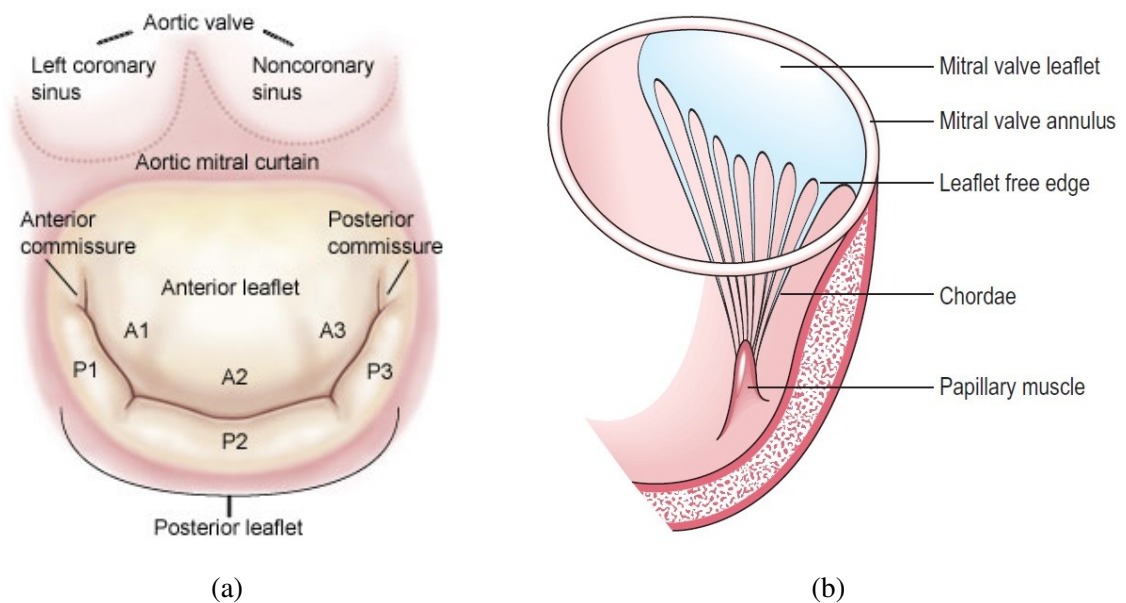 Aortic valve
Left coronary
sinus
Noncoronary
sinus
Aortic mitral curtain
Anterior
commissure
Posterior
commissure
Anterior leaflet
A1
A3
A2
P1
P3
P2
Posterior leaflet
(a)
Mitral valve leaflet
Mitral valve annulus
Leaflet free edge
Chordae
Papillary muscle
(b)